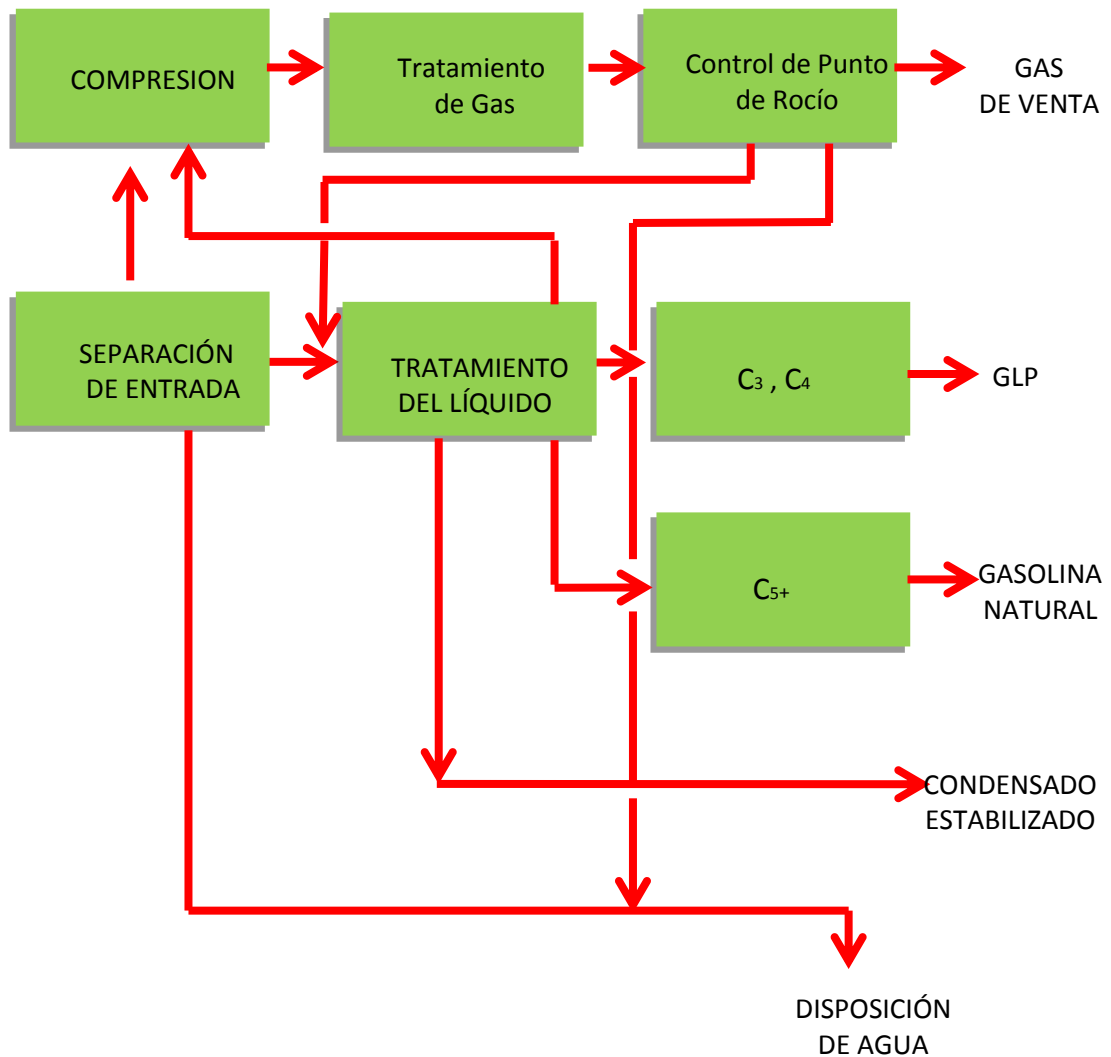 COMPRESION
Tratamiento
de Gas
Control de Punto
de Rocío
GAS
DE VENTA
SEPARACIÓN
DE ENTRADA
TRATAMIENTO
DEL LÍQUIDO
C₃ , C₄
GLP
C₅₊
GASOLINA
NATURAL
CONDENSADO
ESTABILIZADO
DISPOSICIÓN
DE AGUA